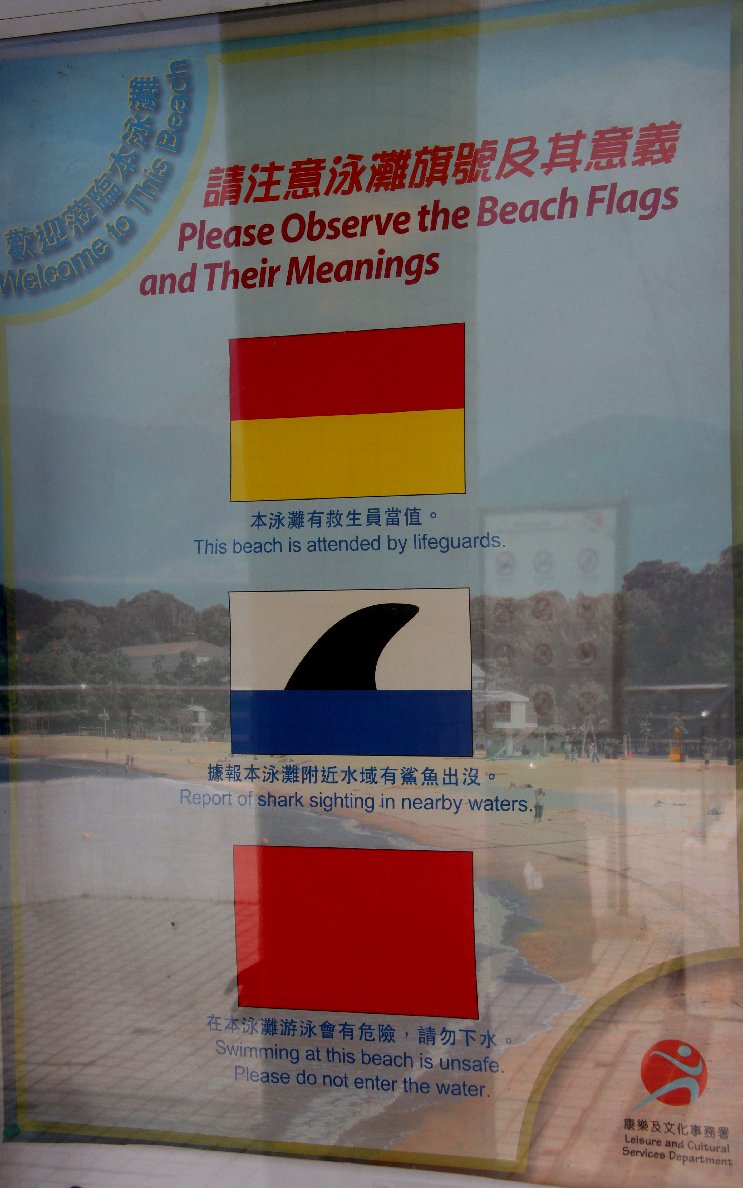 歡迎蒞臨本泳灘
Welcome to This Beach
請注意泳灘旗號及其意義
Please Observe the Beach Flags
and Their Meanings
本泳灘有救生員當值。
This beach is attended by lifeguards.
據報本泳灘附近水域有鯊魚出沒。
Report of shark sighting in nearby waters.
在本泳灘游泳會有危險，請勿下水。
Swimming at this beach is unsafe.
Please do not enter the water.
康樂及文化事務署
Leisure and Cultural
Services Department